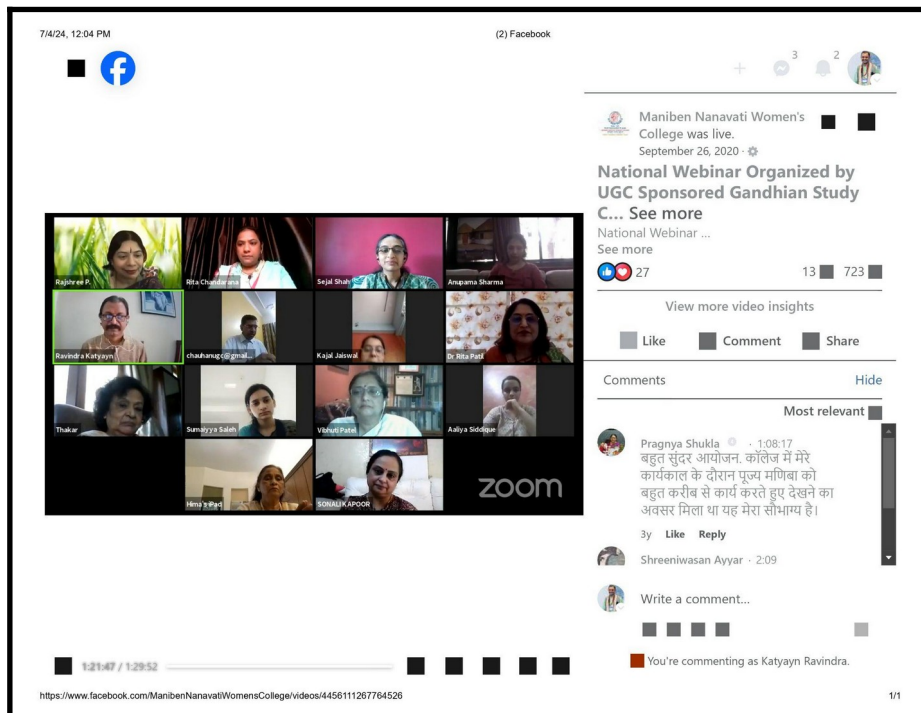 7/4/24, 12:04 PM
(2) Facebook
3
2
Maniben Nanavati Women's
College was live.
September 26, 2020 ·
National Webinar Organized by
UGC Sponsored Gandhian Study
C... See more
National Webinar ...
See more
27
13
723
View more video insights
Like
Comment
Share
Comments
Hide
Most relevant
Pragnya Shukla · 1:08:17
बहुत सुंदर आयोजन. कॉलेज में मेरे
कार्यकाल के दौरान पूज्य मणिबा को
बहुत करीब से कार्य करते हुए देखने का
अवसर मिला था यह मेरा सौभाग्य है।
3y Like Reply
Shreeniwasan Ayyar · 2:09
Write a comment...
You're commenting as Katyayn Ravindra.
Rajshree P.
Rita Chandarana
Sejal Shah
Anupama Sharma
Ravindra Katyayn
chauhanugc@gmail...
Kajal Jaiswal
Dr Rita Patil
Thakar
Sumaiyya Saleh
Vibhuti Patel
Aaliya Siddique
Hima's iPad
SONALI KAPOOR
zoom
1:21:47 / 1:29:52
https://www.facebook.com/ManibenNanavatiWomensCollege/videos/4456111267764526
1/1